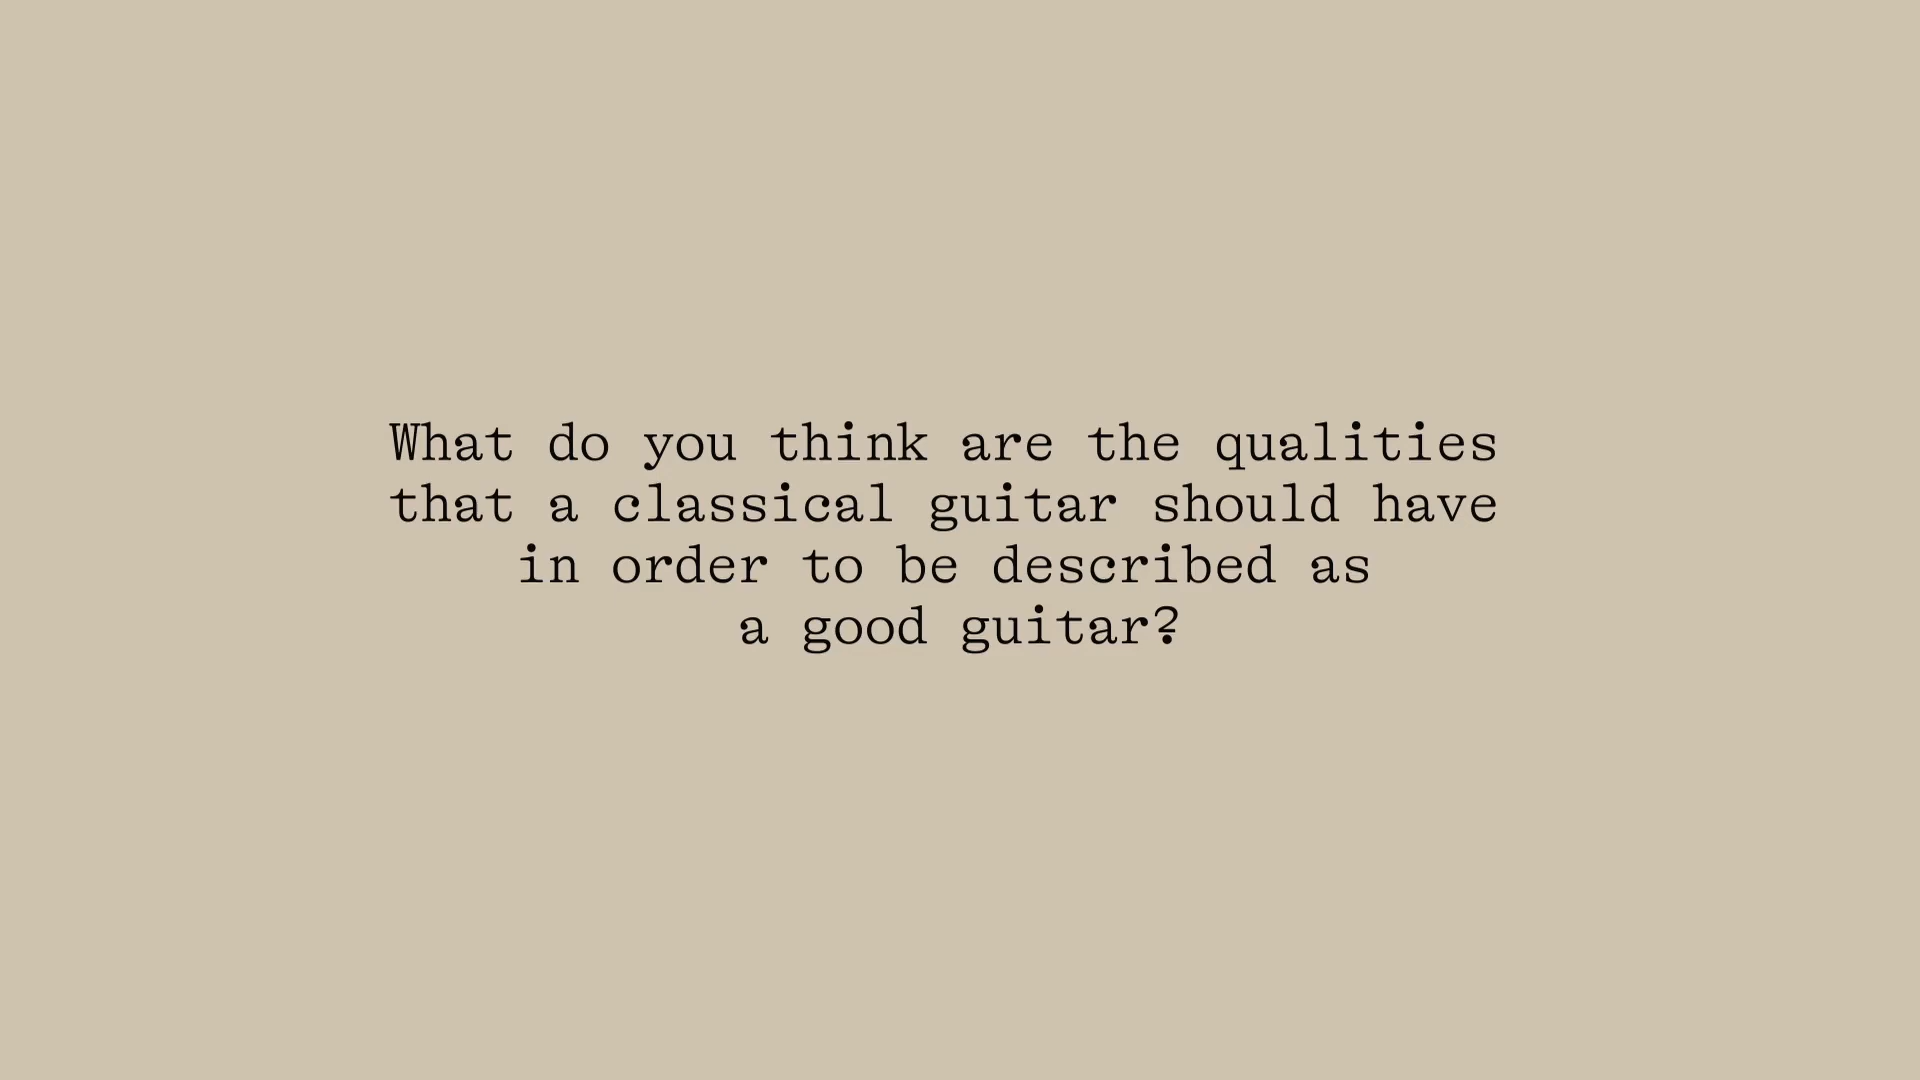 What do you think are the qualities
that a classical guitar should have
in order to be described as
a good guitar?